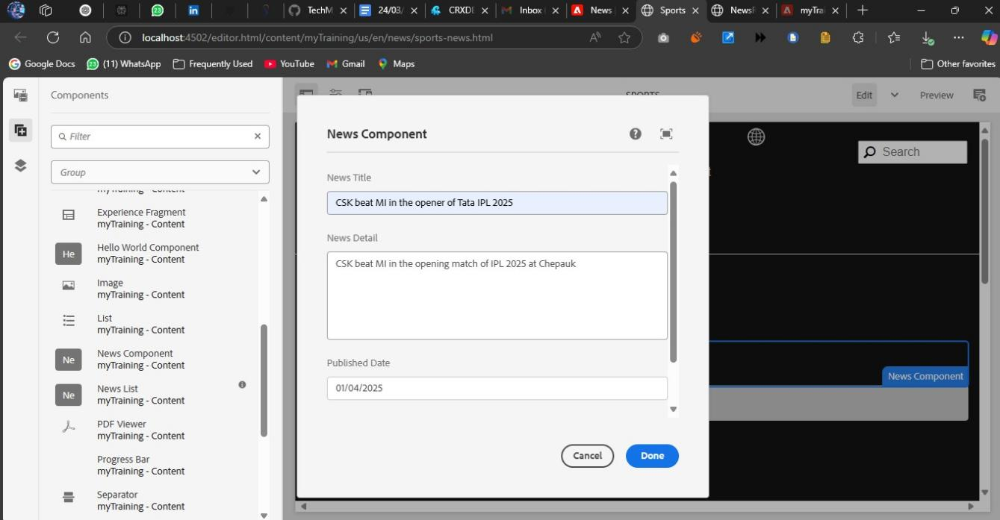 TechM
24/03/
CRXDE
Inbox
News
Sports
News
myTrai
localhost:4502/editor.html/content/myTraining/us/en/news/sports-news.html
Google Docs
(11) WhatsApp
Frequently Used
YouTube
Gmail
Maps
Other favorites
Components
Filter
Group
myTraining - Content
Experience Fragment
myTraining - Content
He
Hello World Component
myTraining - Content
Image
myTraining - Content
List
myTraining - Content
Ne
News Component
myTraining - Content
Ne
News List
myTraining - Content
PDF Viewer
myTraining - Content
Progress Bar
myTraining - Content
Separator
myTraining - Content
SPORTS
Edit
Preview
Search
News Component
News Title
CSK beat MI in the opener of Tata IPL 2025
News Detail
CSK beat MI in the opening match of IPL 2025 at Chepauk
Published Date
01/04/2025
Cancel
Done
News Component